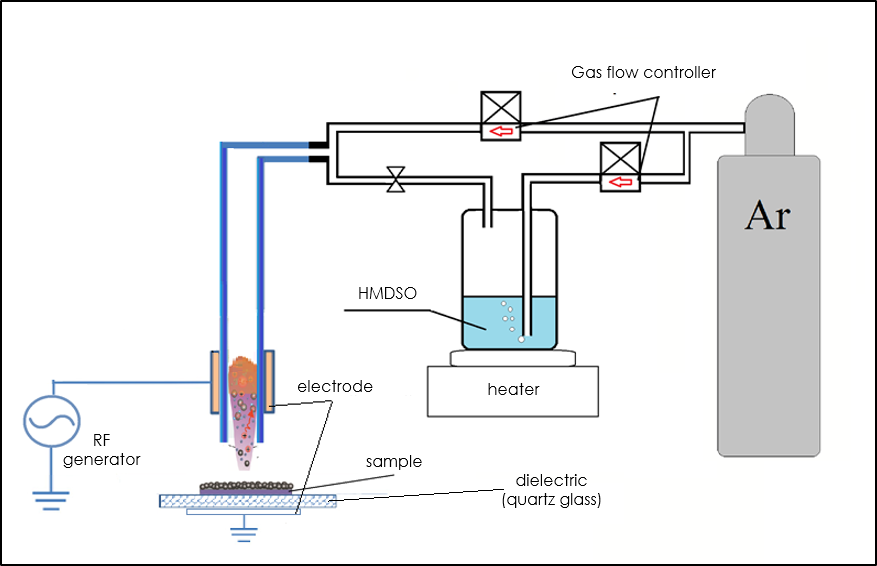 Gas flow controller
Ar
HMDSO
heater
electrode
RF
generator
sample
dielectric
(quartz glass)